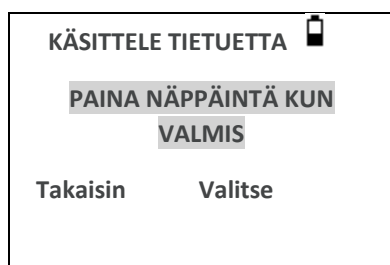 KÄSITTELE TIETUETTA
PAINA NÄPPÄINTÄ KUN
VALMIS
Takaisin Valitse